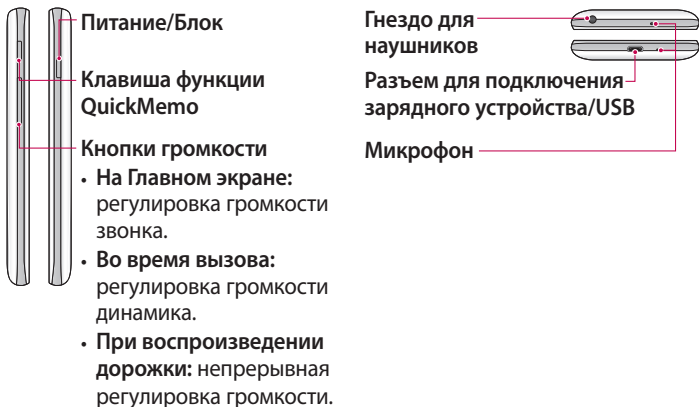 Питание/Блок
Клавиша функции
QuickMemo
Кнопки громкости
• На Главном экране:
регулировка громкости
звонка.
• Во время вызова:
регулировка громкости
динамика.
• При воспроизведении
дорожки: непрерывная
регулировка громкости.
Гнездо для
наушников
Разъем для подключения
зарядного устройства/USB
Микрофон